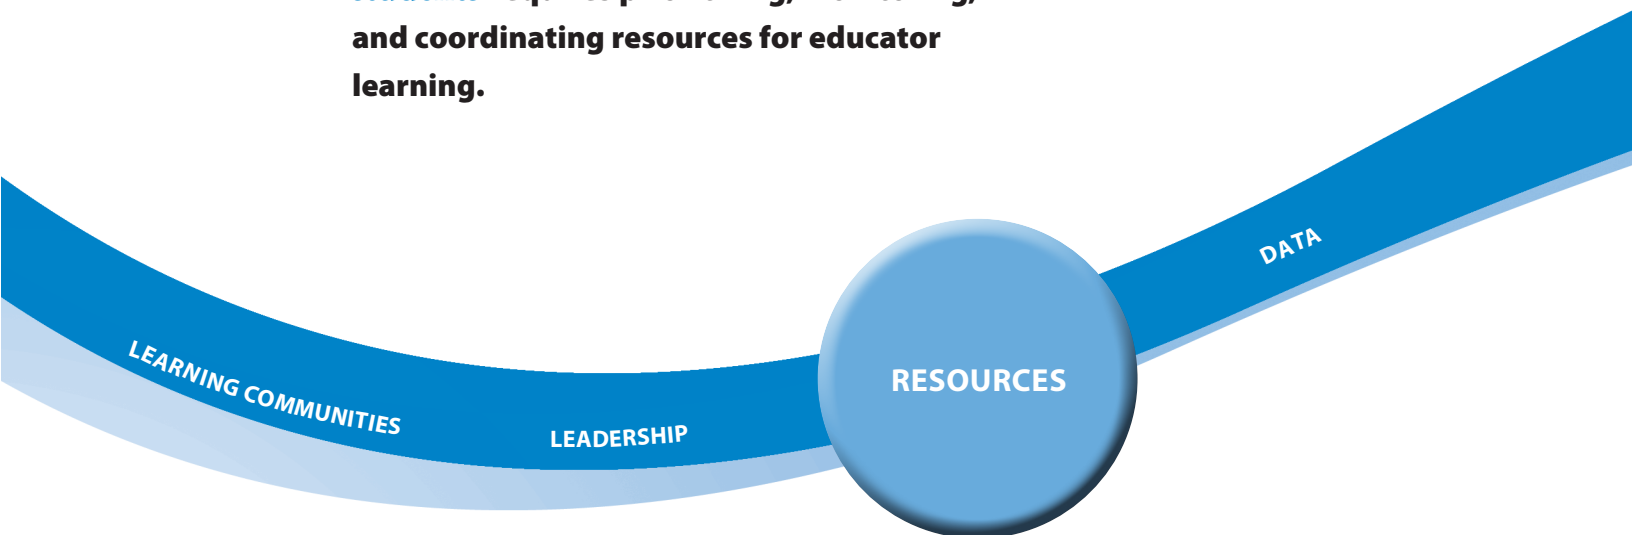 and coordinating resources for educator
learning.
DATA
RESOURCES
LEARNING COMMUNITIES
LEADERSHIP